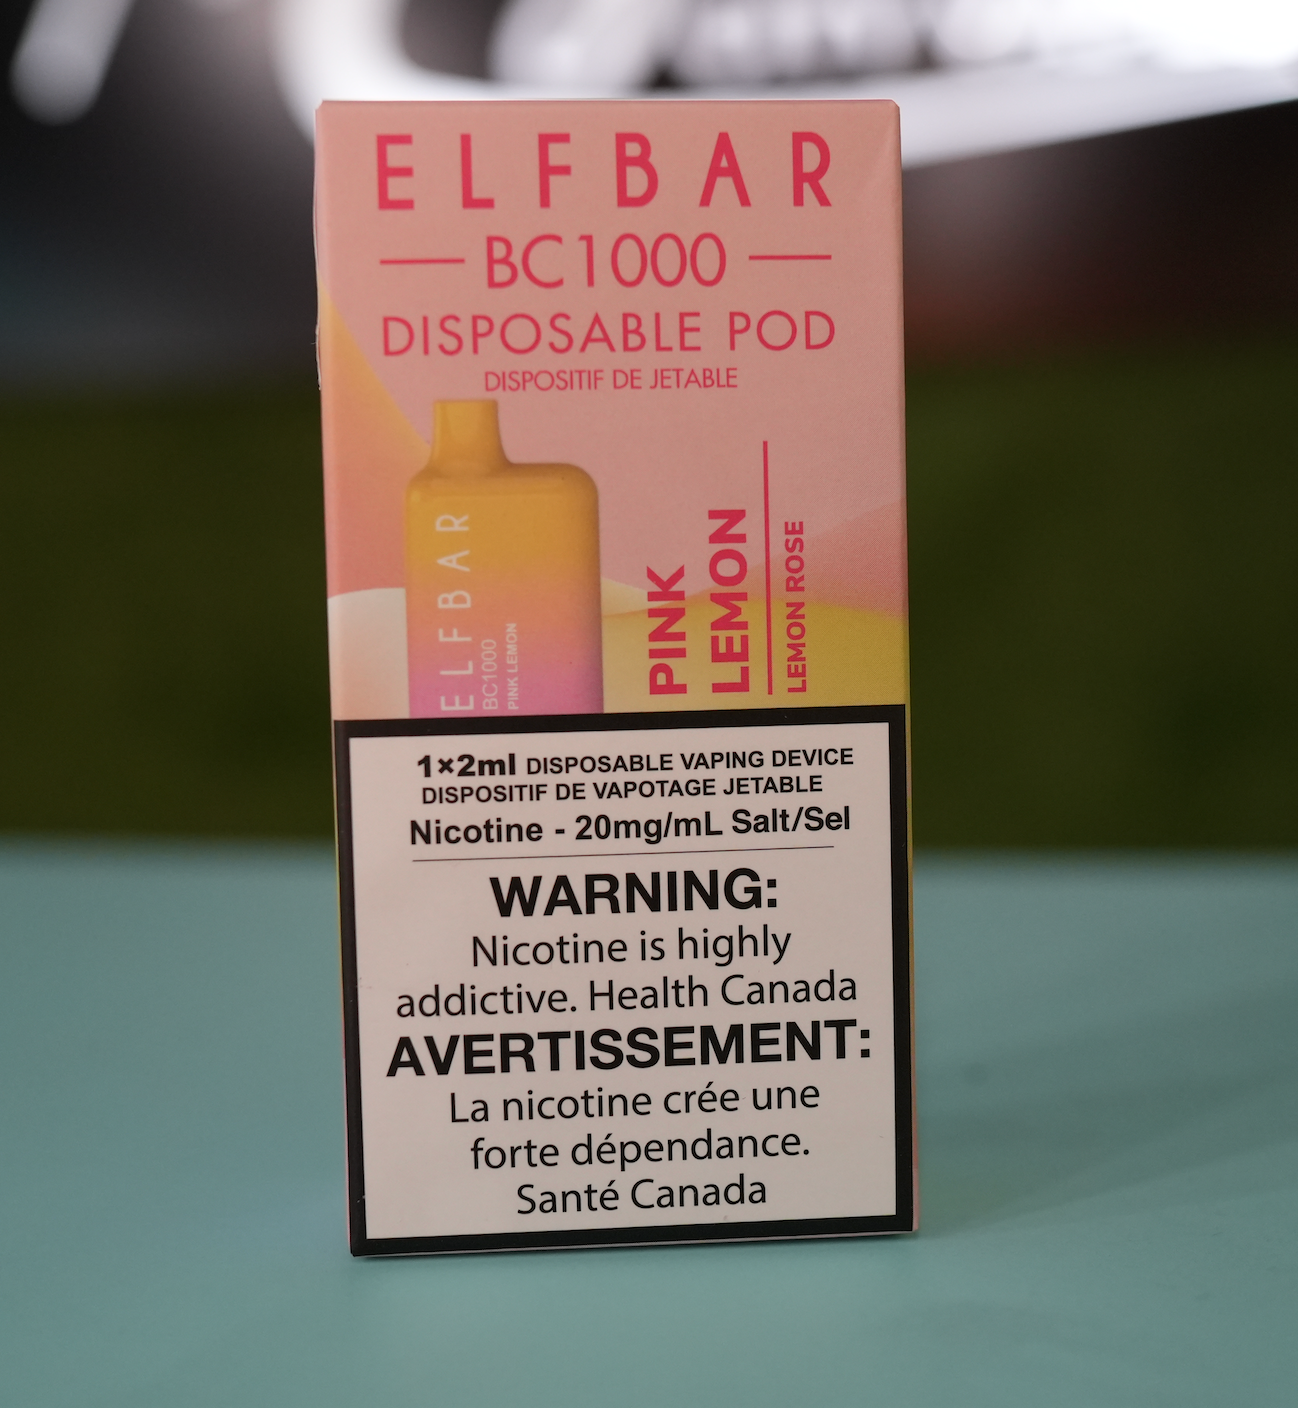 ELFBAR
BC1000
DISPOSABLE POD
DISPOSITIF DE JETABLE
ELFBAR
BC1000
PINK LEMON
PINK
LEMON
LEMON ROSE
1×2ml DISPOSABLE VAPING DEVICE
DISPOSITIF DE VAPOTAGE JETABLE
Nicotine - 20mg/mL Salt/Sel
WARNING:
Nicotine is highly
addictive. Health Canada
AVERTISSEMENT:
La nicotine crée une
forte dépendance.
Santé Canada